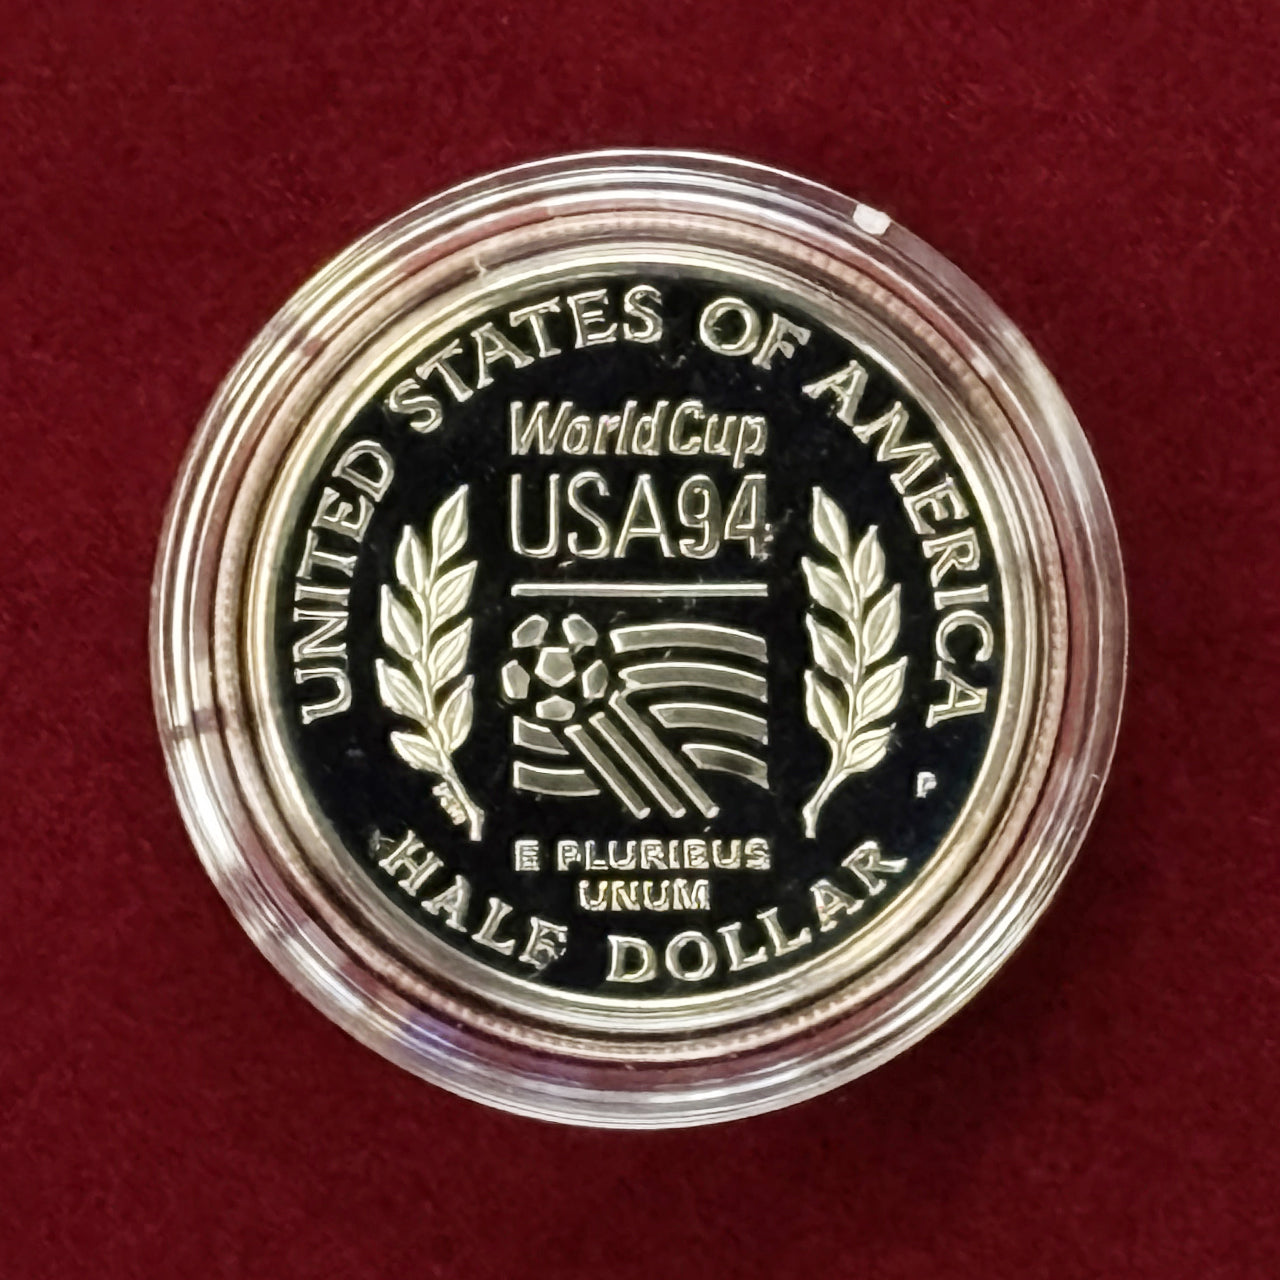 UNITED STATES OF AMERICA
WorldCup
USA94
P
E PLURIBUS
UNUM
HALF DOLLAR